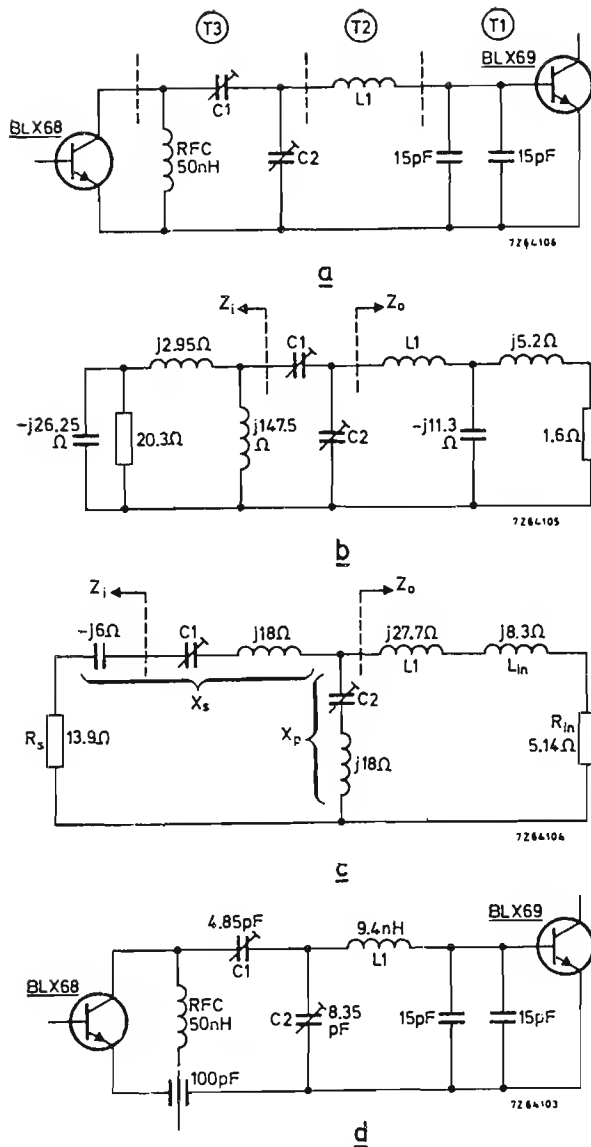 T3 T2 T1
BLX69
C1
L1
BLX68
RFC
50nH
C2
15pF
15pF
7Z64106
a
Zi Zo
j2.95Ω C1 L1 j5.2Ω
-j26.25
Ω
20.3Ω
j147.5
Ω
C2
-j11.3
Ω
1.6Ω
7Z64105
b
Zi Zo
-j6Ω C1 j18Ω j27.7Ω j8.3Ω
L1 Lin
Xs
C2
Rs 13.9Ω
Xp
j18Ω
Rin
5.14Ω
7Z64104
c
BLX69
4.85pF 9.4nH
C1 L1
BLX68
RFC
50nH
C2 8.35
pF
15pF
15pF
100pF
7Z64103
d